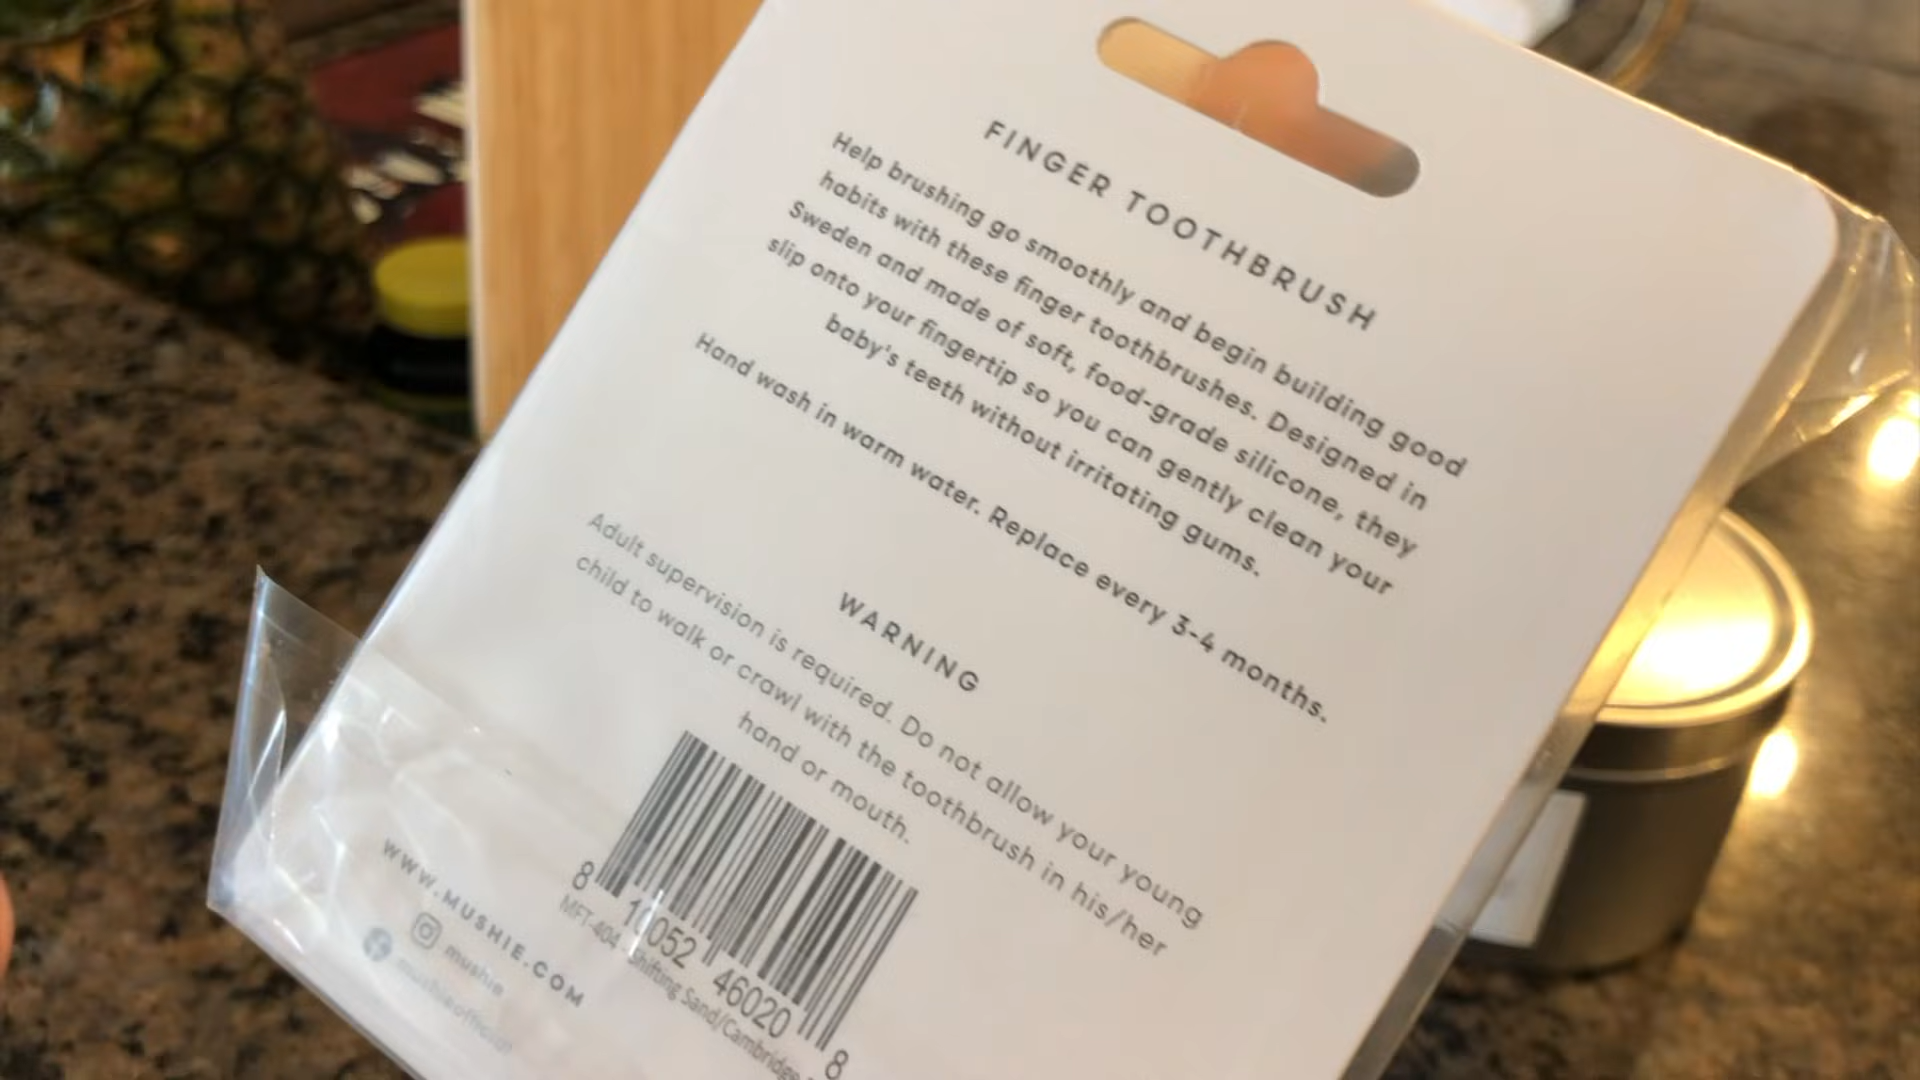 FINGER TOOTHBRUSH
Help brushing go smoothly and begin building good
habits with these finger toothbrushes. Designed in
Sweden and made of soft, food-grade silicone, they
slip onto your fingertip so you can gently clean your
baby's teeth without irritating gums.
Hand wash in warm water. Replace every 3-4 months.
WARNING
Adult supervision is required. Do not allow your young
child to walk or crawl with the toothbrush in his/her
hand or mouth.
8 10052 46020 8
MFT-404 Shifting Sand/Cambridge
WWW.MUSHIE.COM
mushie
mushieofficial